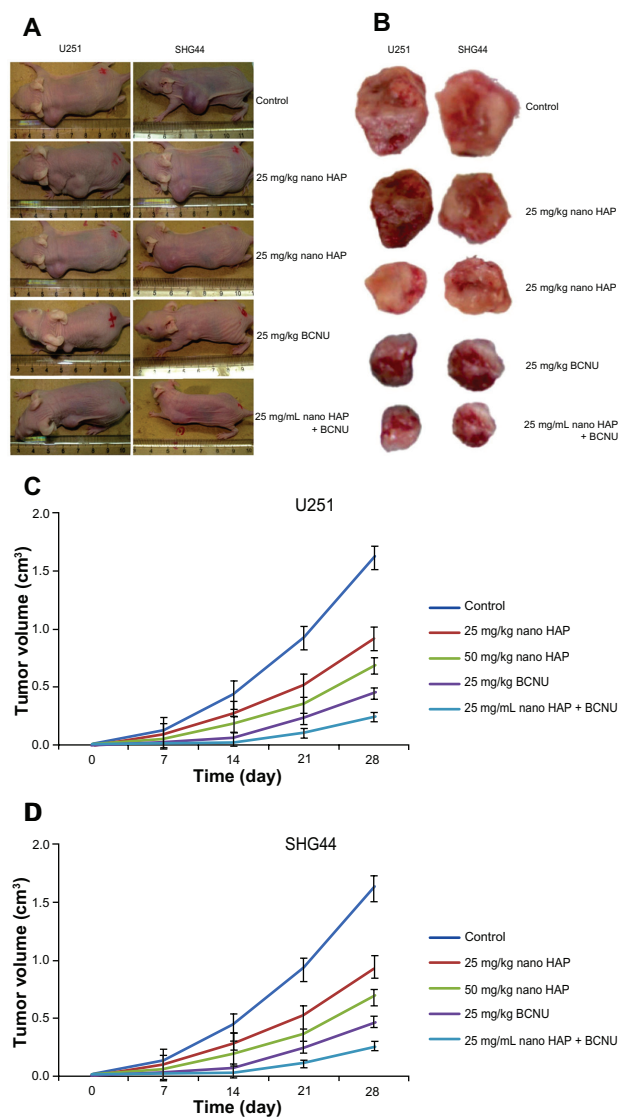 A
U251
SHG44
Control
25 mg/kg nano HAP
25 mg/kg nano HAP
25 mg/kg BCNU
25 mg/mL nano HAP
+ BCNU
B
U251
SHG44
Control
25 mg/kg nano HAP
25 mg/kg nano HAP
25 mg/kg BCNU
25 mg/mL nano HAP
+ BCNU
C
U251
Tumor volume (cm³)
2.0
1.5
1.0
0.5
0.0
0 7 14 21 28
Time (day)
Control
25 mg/kg nano HAP
50 mg/kg nano HAP
25 mg/kg BCNU
25 mg/mL nano HAP + BCNU
D
SHG44
Tumor volume (cm³)
2.0
1.5
1.0
0.5
0.0
0 7 14 21 28
Time (day)
Control
25 mg/kg nano HAP
50 mg/kg nano HAP
25 mg/kg BCNU
25 mg/mL nano HAP + BCNU